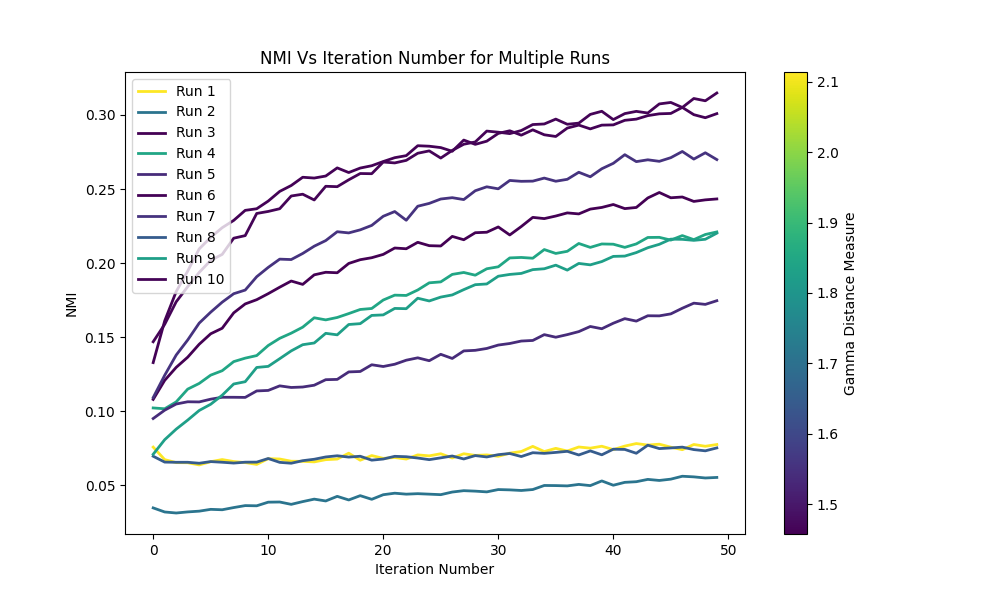 NMI Vs Iteration Number for Multiple Runs
NMI
0.30
0.25
0.20
0.15
0.10
0.05
0
10
20
30
40
50
Iteration Number
Run 1
Run 2
Run 3
Run 4
Run 5
Run 6
Run 7
Run 8
Run 9
Run 10
2.1
2.0
1.9
1.8
1.7
1.6
1.5
Gamma Distance Measure